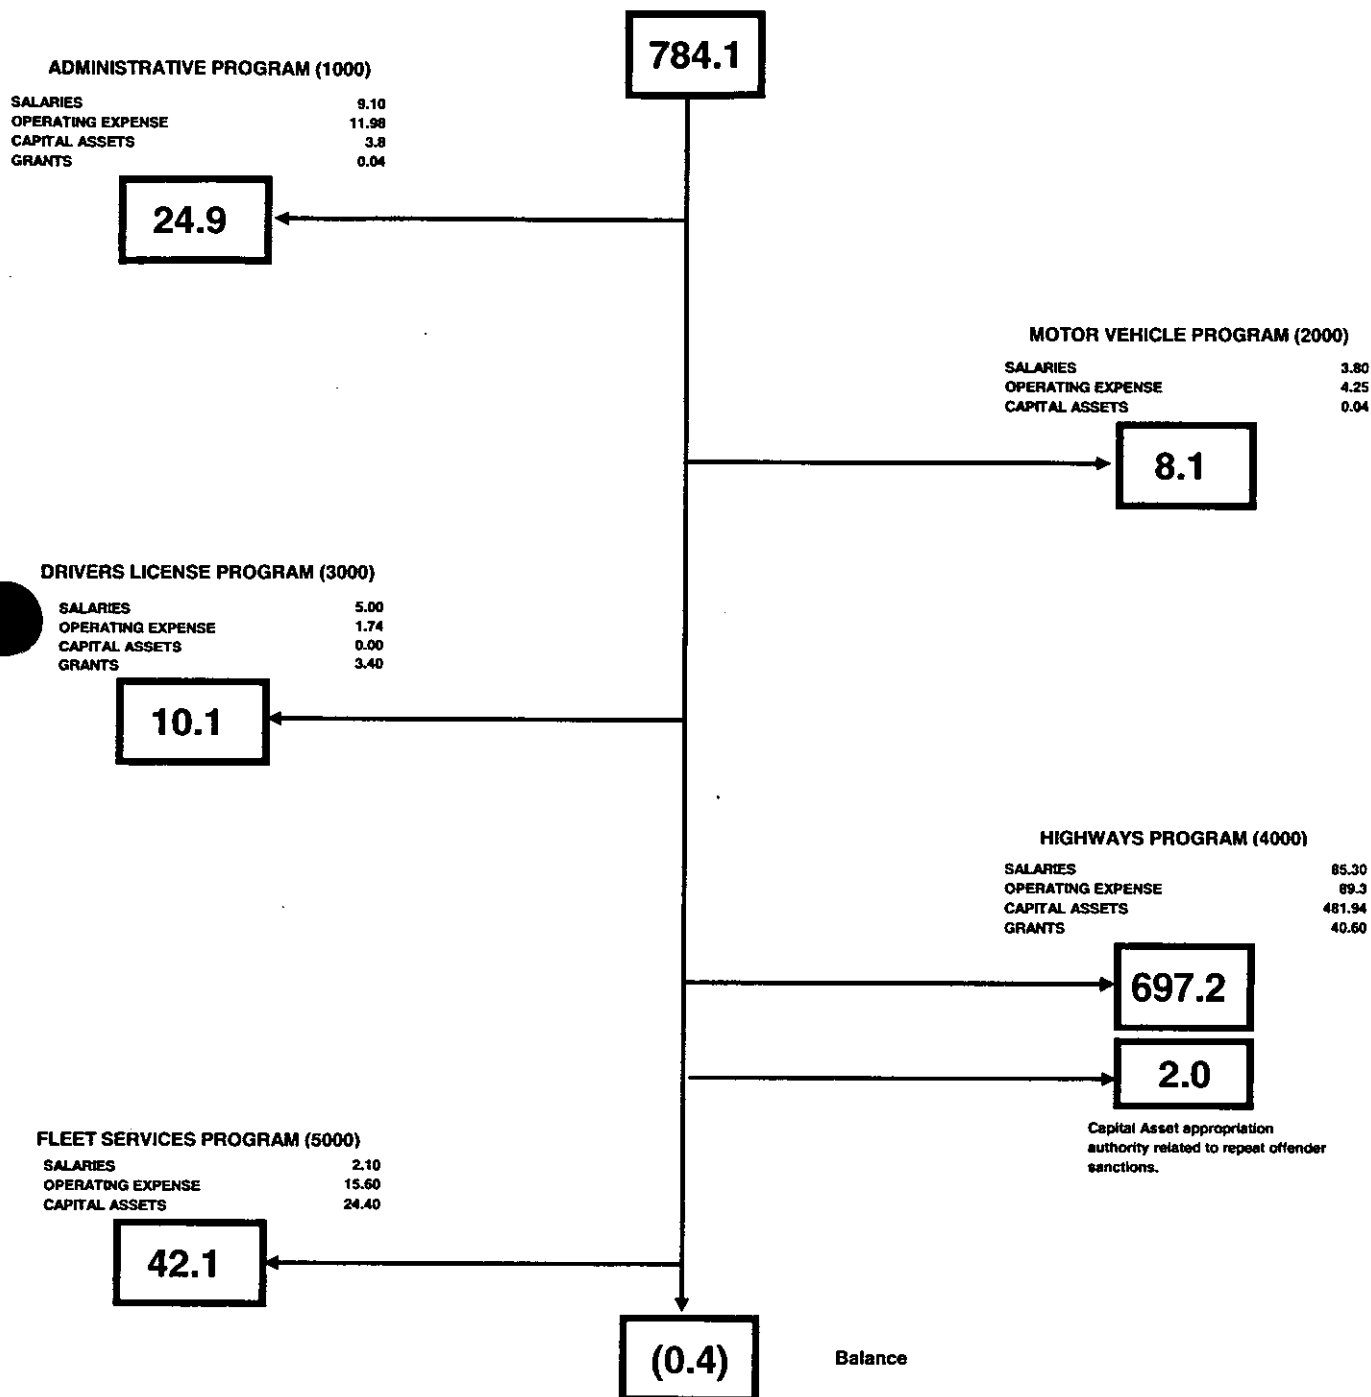 784.1
ADMINISTRATIVE PROGRAM (1000)
SALARIES 9.10
OPERATING EXPENSE 11.98
CAPITAL ASSETS 3.8
GRANTS 0.04
24.9
MOTOR VEHICLE PROGRAM (2000)
SALARIES 3.80
OPERATING EXPENSE 4.25
CAPITAL ASSETS 0.04
8.1
DRIVERS LICENSE PROGRAM (3000)
SALARIES 5.00
OPERATING EXPENSE 1.74
CAPITAL ASSETS 0.00
GRANTS 3.40
10.1
HIGHWAYS PROGRAM (4000)
SALARIES 85.30
OPERATING EXPENSE 89.3
CAPITAL ASSETS 481.94
GRANTS 40.60
697.2
2.0
Capital Asset appropriation
authority related to repeat offender
sanctions.
FLEET SERVICES PROGRAM (5000)
SALARIES 2.10
OPERATING EXPENSE 15.60
CAPITAL ASSETS 24.40
42.1
(0.4) Balance